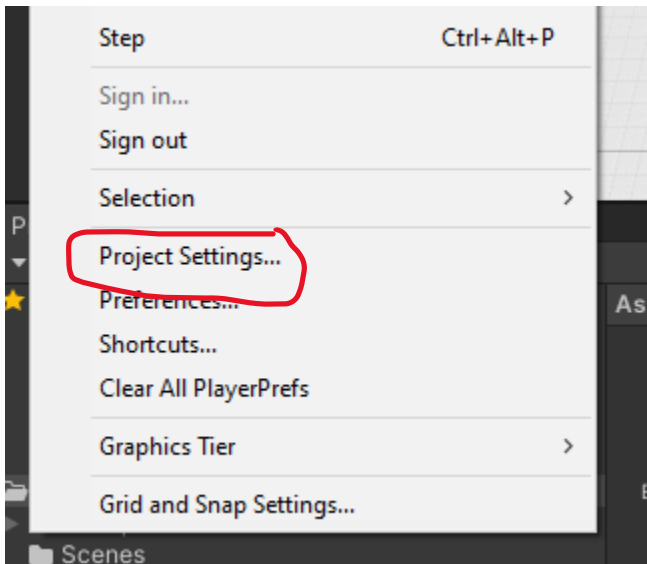 Step Ctrl+Alt+P
Sign in...
Sign out
Selection
P
Project Settings...
Preferences...
As
Shortcuts...
Clear All PlayerPrefs
Graphics Tier
Grid and Snap Settings...
Scenes